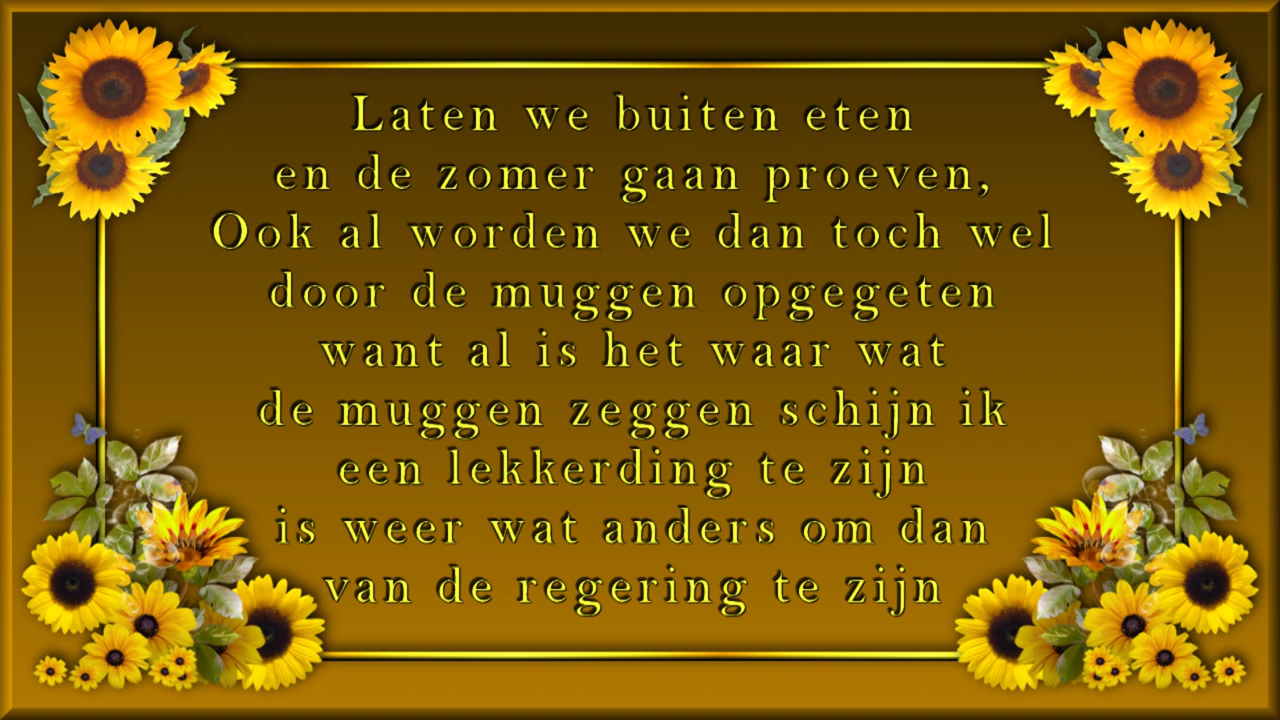 Laten we buiten eten
en de zomer gaan proeven,
Ook al worden we dan toch wel
door de muggen opgegeten
want al is het waar wat
de muggen zeggen schijn ik
een lekkerding te zijn
is weer wat anders om dan
van de regering te zijn